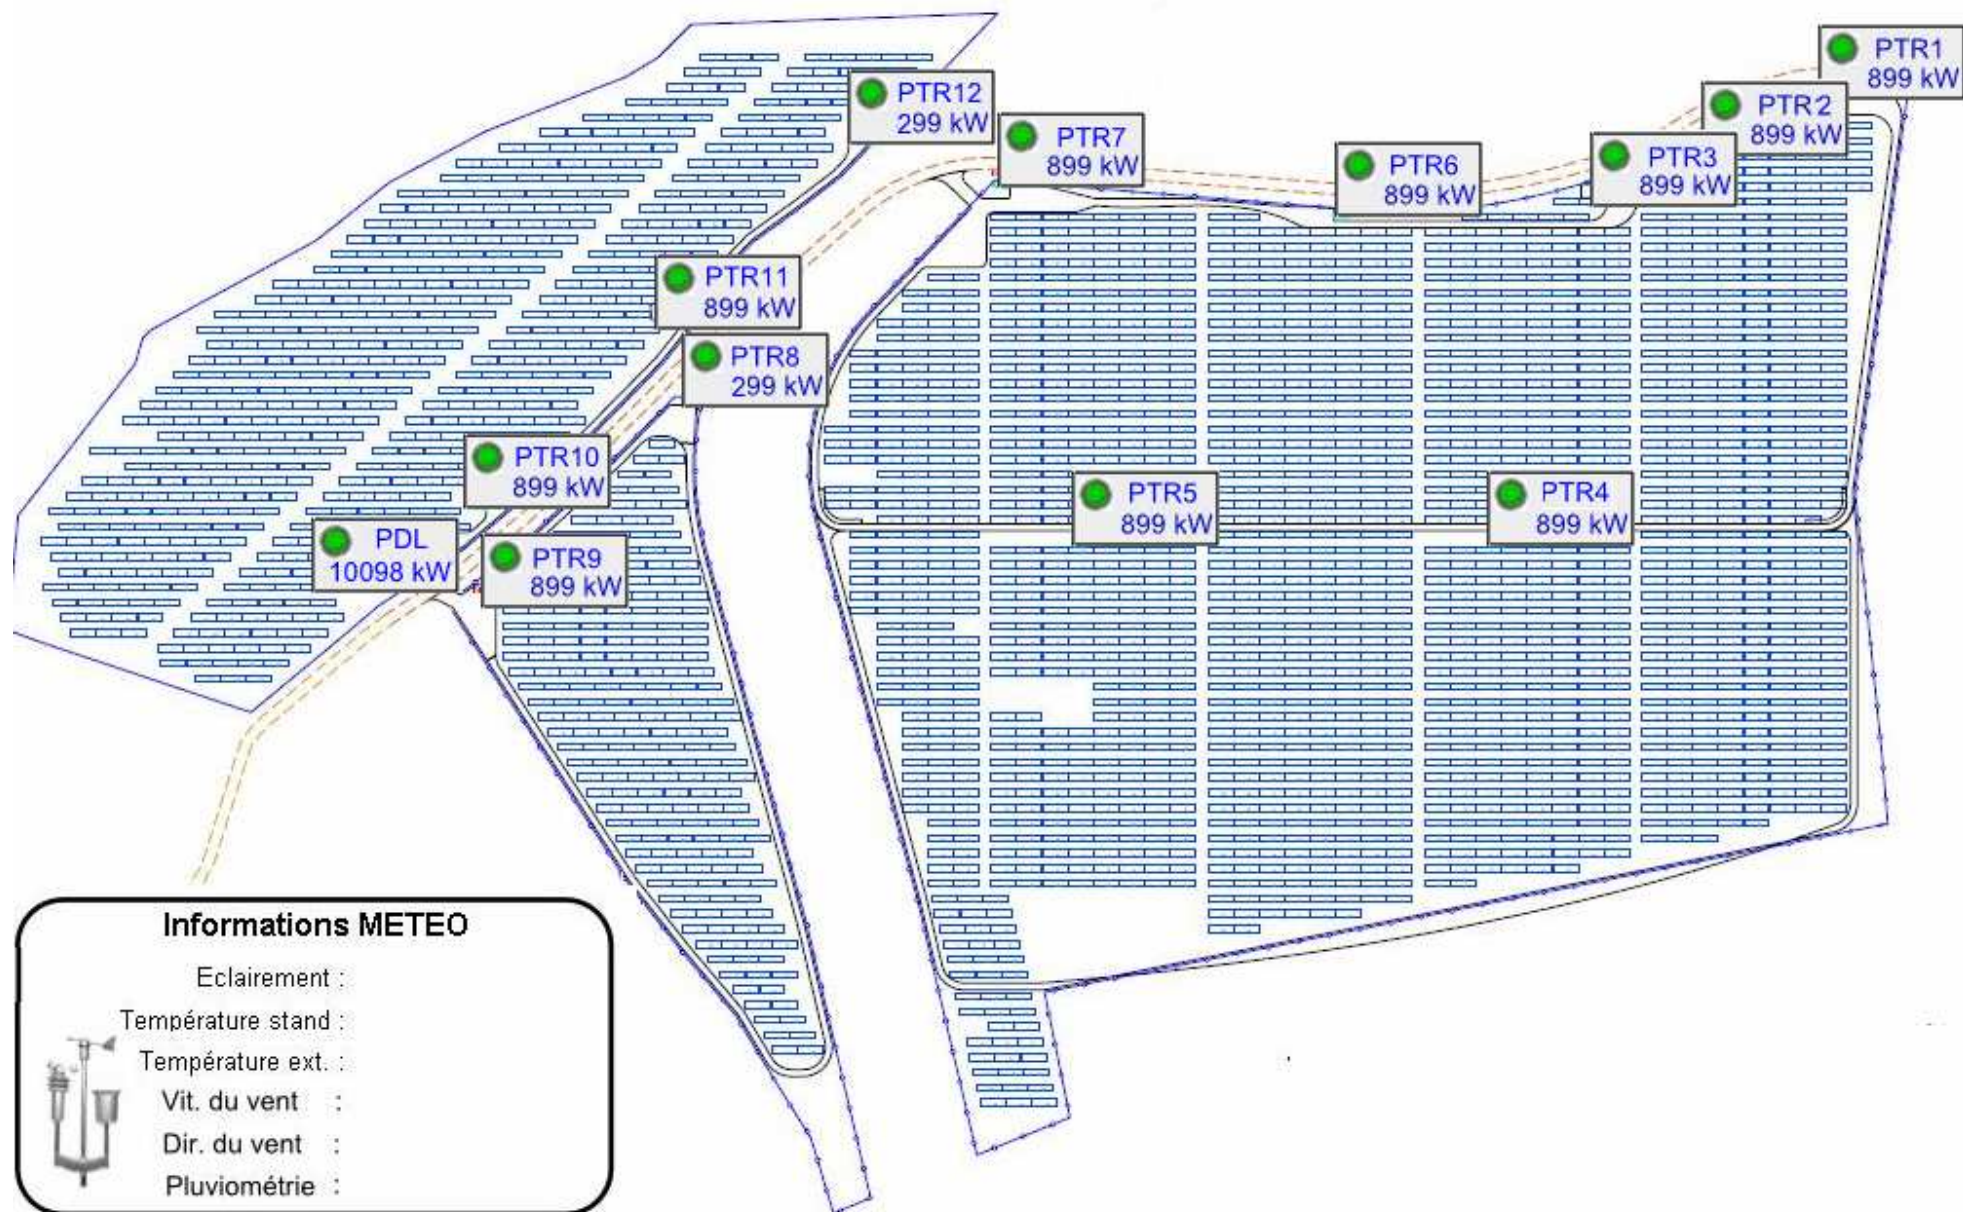 PTR1
899 kW
PTR2
899 kW
PTR12
299 kW
PTR7
899 kW
PTR3
899 kW
PTR6
899 kW
PTR11
899 kW
PTR8
299 kW
PTR10
899 kW
PTR5
899 kW
PTR4
899 kW
PDL
10098 kW
PTR9
899 kW
Informations METEO
Eclairement :
Température stand :
Température ext. :
Vit. du vent :
Dir. du vent :
Pluviométrie :